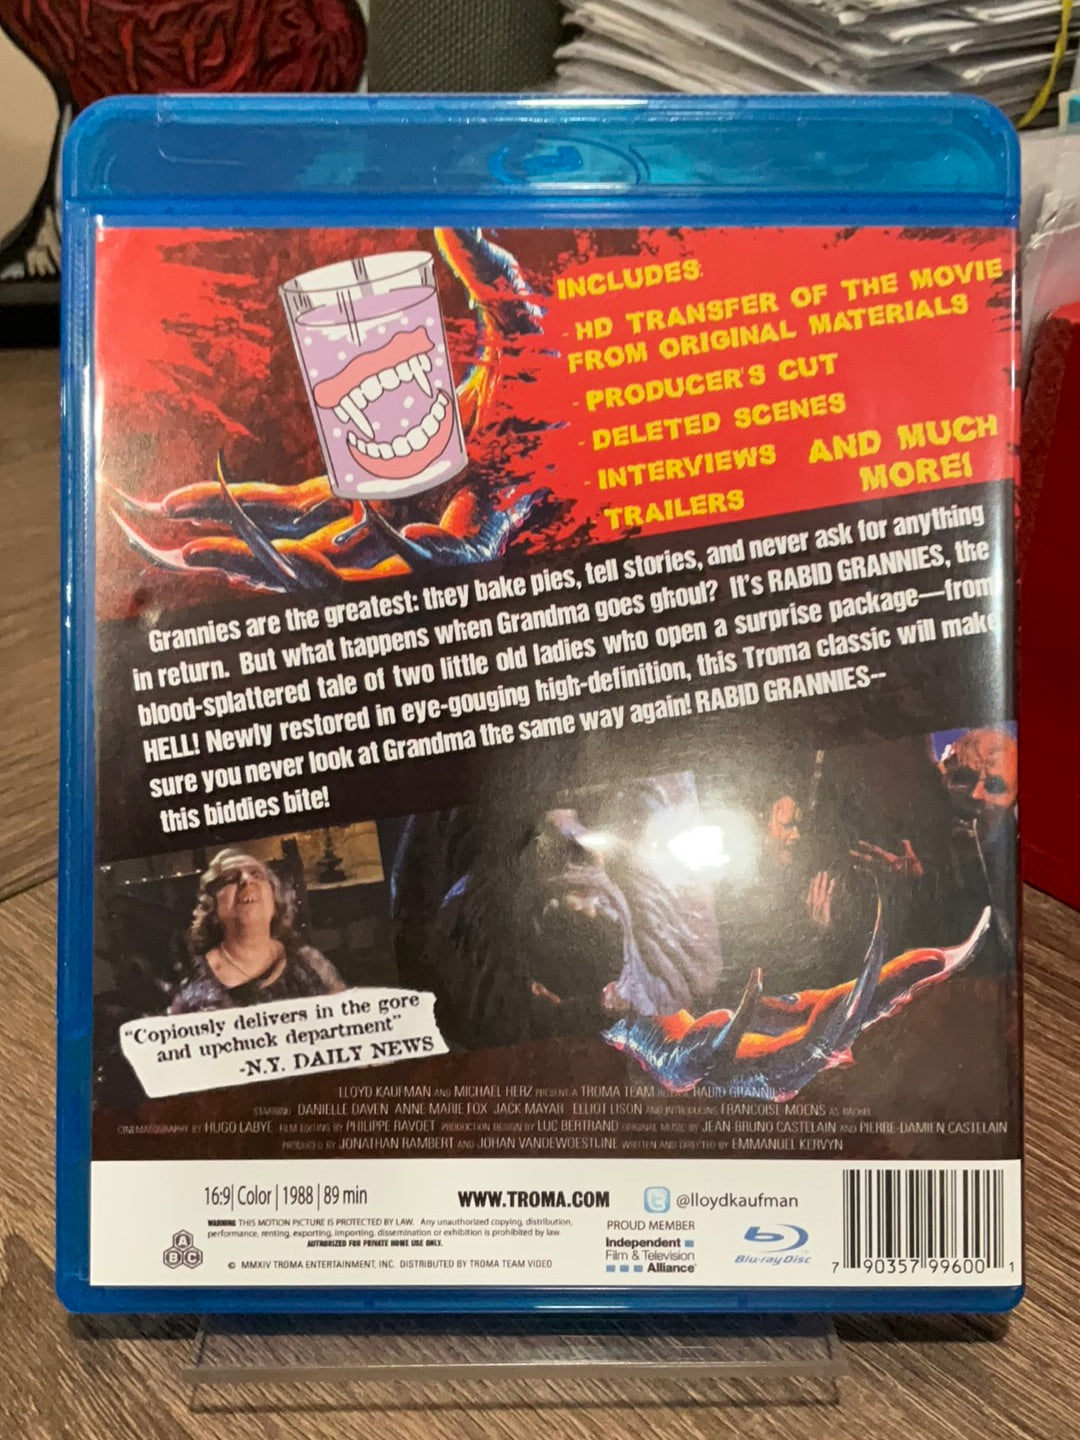 INCLUDES:
- HD TRANSFER OF THE MOVIE
FROM ORIGINAL MATERIALS
- PRODUCER'S CUT
- DELETED SCENES
- INTERVIEWS
- TRAILERS
AND MUCH
MORE!
Grannies are the greatest: they bake pies, tell stories, and never ask for anything
in return. But what happens when Grandma goes ghoul? It's RABID GRANNIES, the
blood-splattered tale of two little old ladies who open a surprise package—from
HELL! Newly restored in eye-gouging high-definition, this Troma classic will make
sure you never look at Grandma the same way again! RABID GRANNIES--
this biddies bite!
"Copiously delivers in the gore
and upchuck department"
-N.Y. DAILY NEWS
LLOYD KAUFMAN AND MICHAEL HERZ PRESENT A TROMA TEAM RABID GRANNIES
STARRING DANIELLE DAVEN ANNE MARIE FOX JACK MAYAR ELLIOT LISON AND INTRODUCING FRANCOISE MOENS AS RACHEL
CINEMATOGRAPHY BY HUGO LABYE FILM EDITING BY PHILIPPE RAVOET PRODUCTION DESIGN BY LUC BERTRAND ORIGINAL MUSIC BY JEAN-BRUNO CASTELAIN AND PIERRE-DAMIEN CASTELAIN
PRODUCED BY JONATHAN RAMBERT AND JOHAN VANDEWOESTIJNE WRITTEN AND DIRECTED BY EMMANUEL KERVYN
16:9| Color | 1988 | 89 min
WWW.TROMA.COM
@lloydkaufman
WARNING THIS MOTION PICTURE IS PROTECTED BY LAW. Any unauthorized copying, distribution,
performance, renting, exporting, importing, dissemination or exhibition is prohibited by law.
AUTHORIZED FOR PRIVATE HOME USE ONLY.
© MMXIV TROMA ENTERTAINMENT, INC. DISTRIBUTED BY TROMA TEAM VIDEO
A
B C
PROUD MEMBER
Independent
Film & Television
Alliance
Blu-ray Disc
7 90357 99600 1